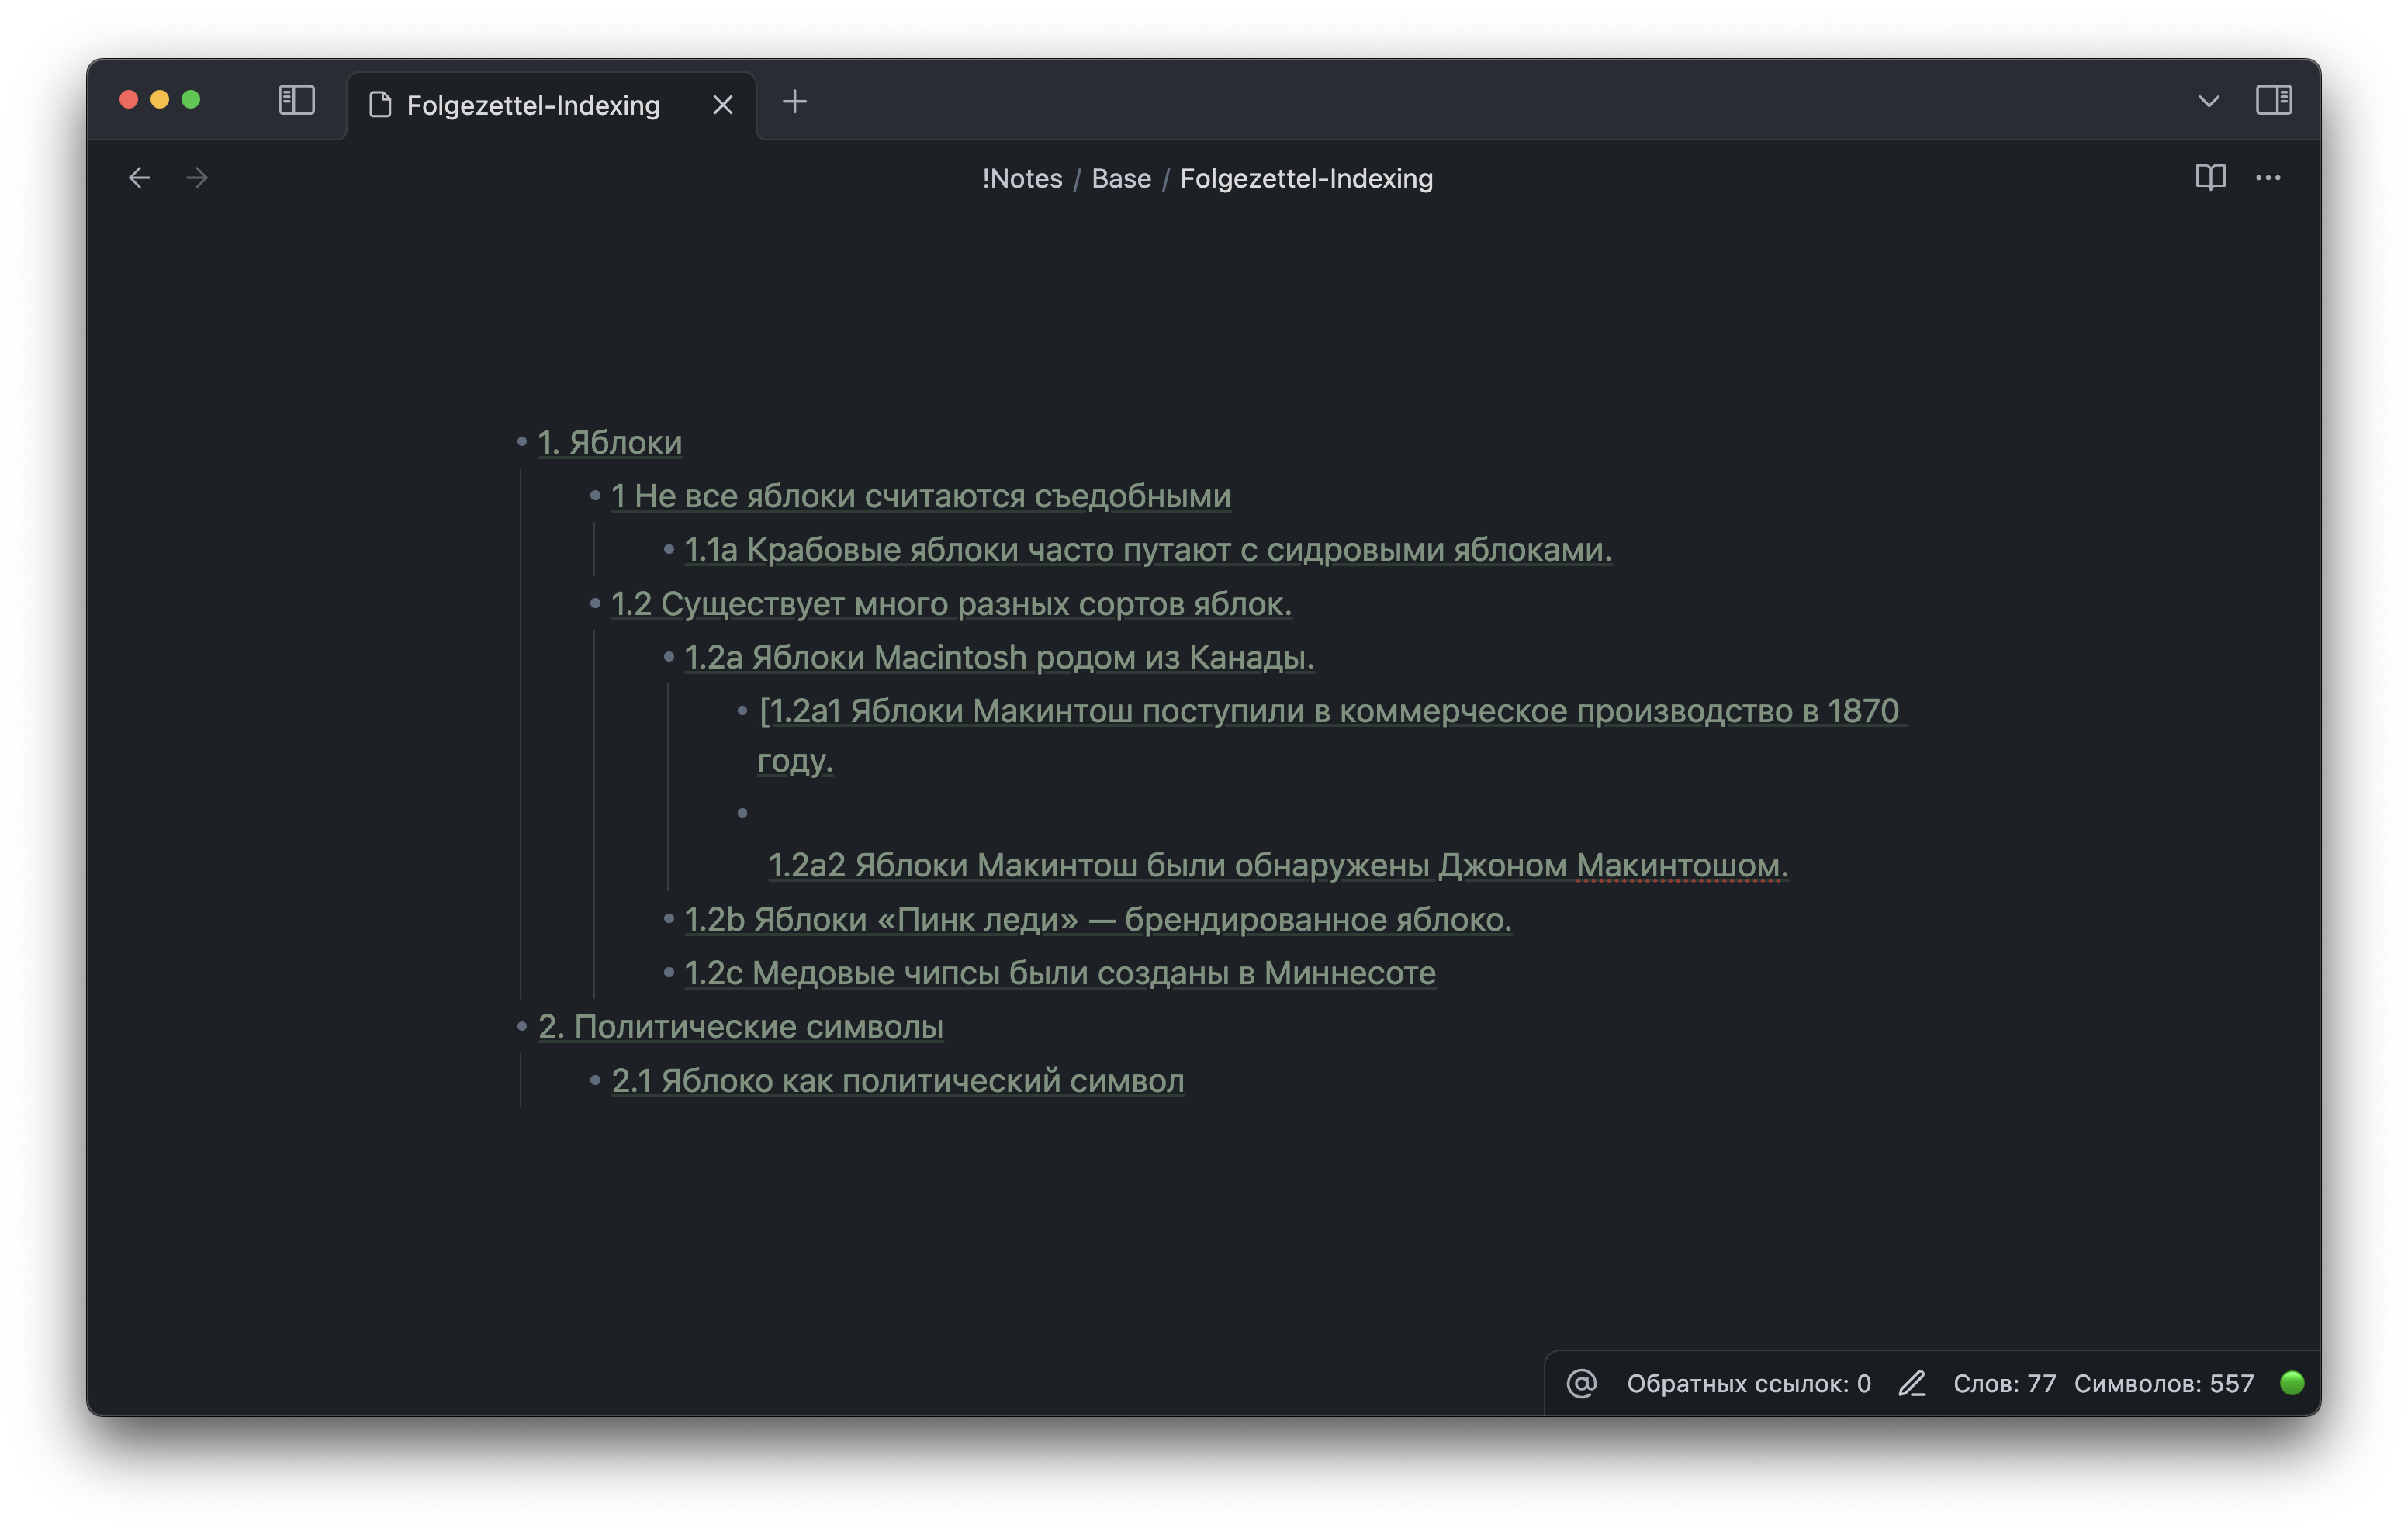 Folgezettel-Indexing
!Notes / Base / Folgezettel-Indexing
1. Яблоки
1 Не все яблоки считаются съедобными
1.1a Крабовые яблоки часто путают с сидровыми яблоками.
1.2 Существует много разных сортов яблок.
1.2a Яблоки Macintosh родом из Канады.
[1.2a1 Яблоки Макинтош поступили в коммерческое производство в 1870
году.
1.2a2 Яблоки Макинтош были обнаружены Джоном Макинтошом.
1.2b Яблоки «Пинк леди» — брендированное яблоко.
1.2c Медовые чипсы были созданы в Миннесоте
2. Политические символы
2.1 Яблоко как политический символ
Обратных ссылок: 0 Слов: 77 Символов: 557